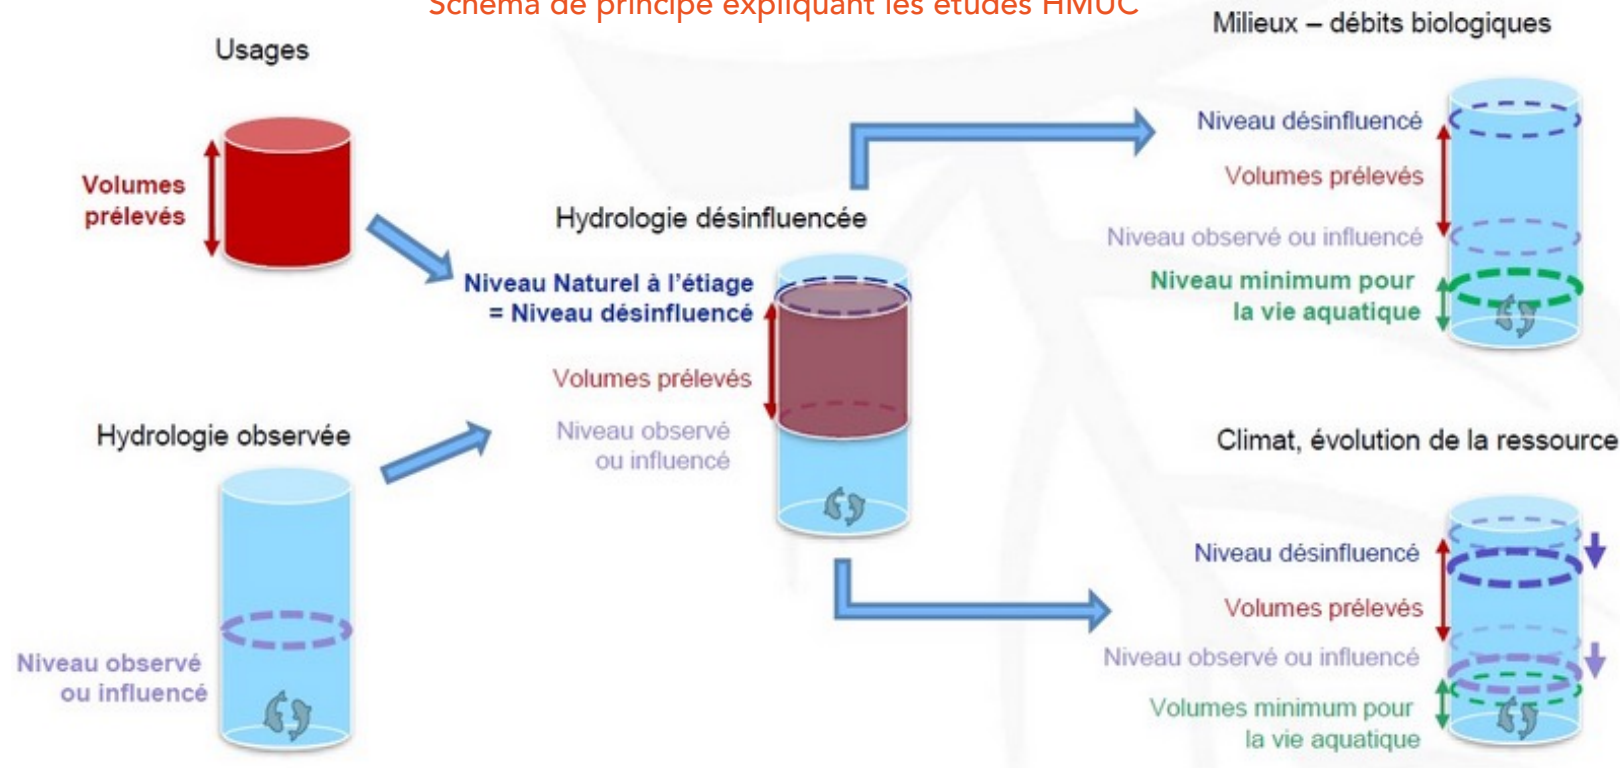 Schéma de principe expliquant les études HMUC
Usages
Volumes
prélevés
Hydrologie observée
Niveau observé
ou influencé
Hydrologie désinfluencée
Niveau Naturel à l'étiage
= Niveau désinfluencé
Volumes prélevés
Niveau observé
ou influencé
Milieux – débits biologiques
Niveau désinfluencé
Volumes prélevés
Niveau observé ou influencé
Niveau minimum pour
la vie aquatique
Climat, évolution de la ressource
Niveau désinfluencé
Volumes prélevés
Niveau observé ou influencé
Volumes minimum pour
la vie aquatique